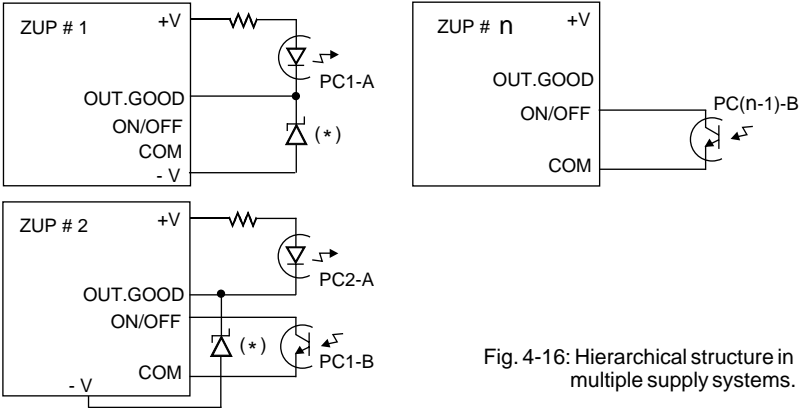 ZUP # 1
+V
PC1-A
OUT.GOOD
ON/OFF
(*)
COM
- V
ZUP # n
+V
OUT.GOOD
ON/OFF
PC(n-1)-B
COM
ZUP # 2
+V
PC2-A
OUT.GOOD
ON/OFF
(*)
PC1-B
COM
- V
Fig. 4-16: Hierarchical structure in
multiple supply systems.